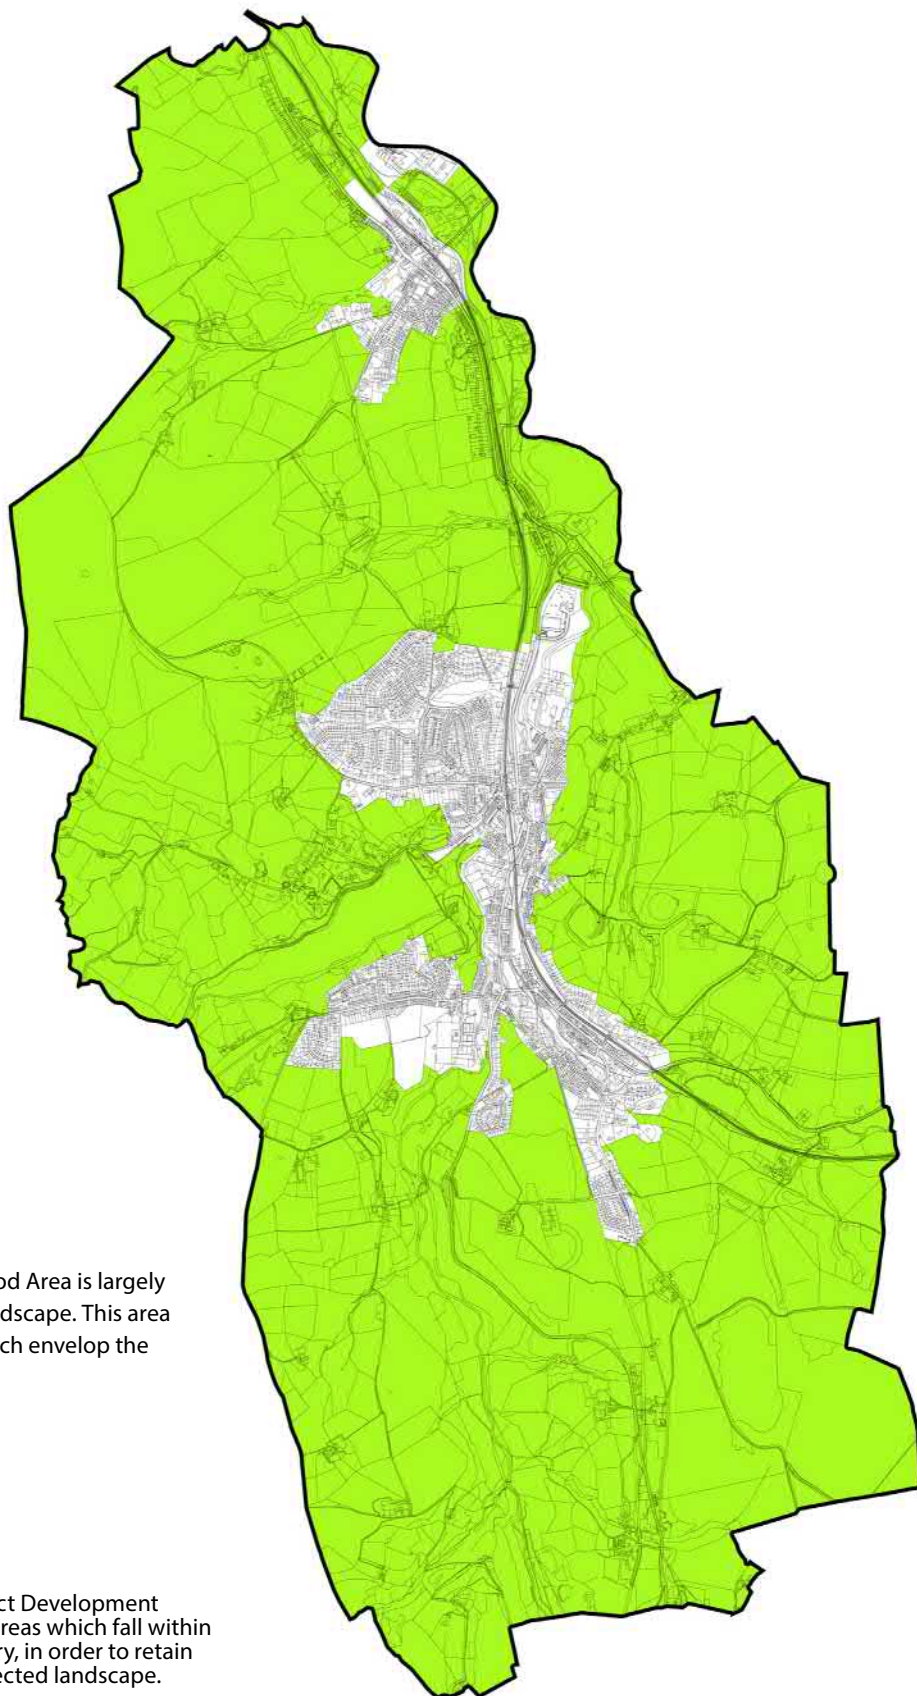 od Area is largely
dscape. This area
ch envelop the
ct Development
reas which fall within
ry, in order to retain
ected landscape.